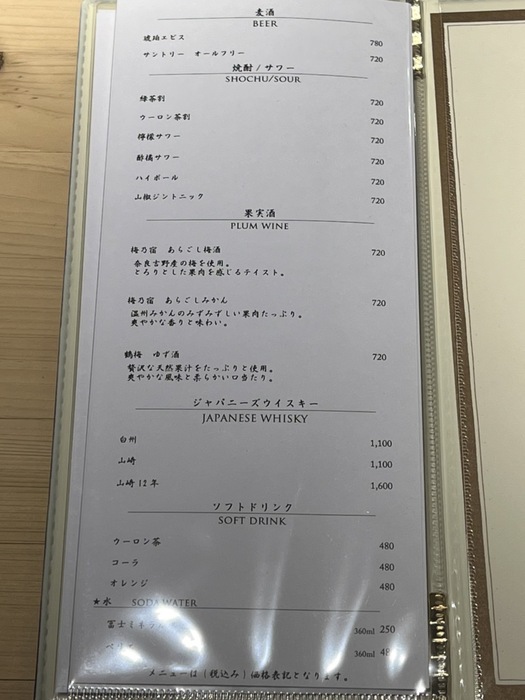 麦酒
BEER
琥珀エビス 780
サントリー オールフリー 720
焼酎/サワー
SHOCHU/SOUR
緑茶割 720
ウーロン茶割 720
檸檬サワー 720
酢橘サワー 720
ハイボール 720
山椒ジントニック 720
果実酒
PLUM WINE
梅乃宿 あらごし梅酒 720
奈良吉野産の梅を使用。
とろりとした果肉を感じるテイスト。
梅乃宿 あらごしみかん 720
温州みかんのみずみずしい果肉たっぷり。
爽やかな香りと味わい。
鶴梅 ゆず酒 720
贅沢な天然果汁をたっぷりと使用。
爽やかな風味と柔らかい口当たり。
ジャパニーズウイスキー
JAPANESE WHISKY
白州 1,100
山崎 1,100
山崎12年 1,600
ソフトドリンク
SOFT DRINK
ウーロン茶 480
コーラ 480
オレンジ 480
★水 SODA WATER
富士ミネラル 360ml 250
360ml
メニューは(税込み)価格表記となります。